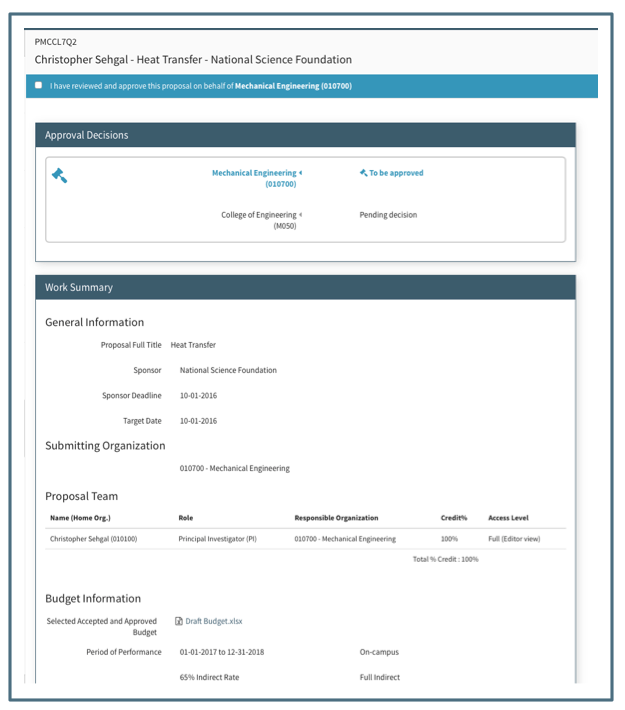 PMCCL7Q2
Christopher Sehgal - Heat Transfer - National Science Foundation
I have reviewed and approve this proposal on behalf of Mechanical Engineering (010700)
Approval Decisions
Mechanical Engineering
(010700)
To be approved
College of Engineering
(M050)
Pending decision
Work Summary
General Information
Proposal Full Title Heat Transfer
Sponsor National Science Foundation
Sponsor Deadline 10-01-2016
Target Date 10-01-2016
Submitting Organization
010700 - Mechanical Engineering
Proposal Team
Name (Home Org.) Role Responsible Organization Credit% Access Level
Christopher Sehgal (010100) Principal Investigator (PI) 010700 - Mechanical Engineering 100% Full (Editor view)
Total % Credit : 100%
Budget Information
Selected Accepted and Approved
Budget
Draft Budget.xlsx
Period of Performance 01-01-2017 to 12-31-2018 On-campus
65% Indirect Rate Full Indirect